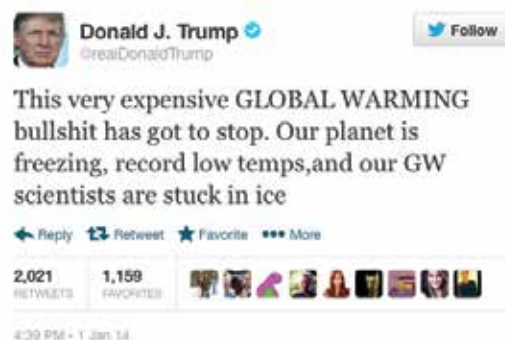 Donald J. Trump
@realDonaldTrump
Follow
This very expensive GLOBAL WARMING
bullshit has got to stop. Our planet is
freezing, record low temps,and our GW
scientists are stuck in ice
Reply Retweet Favorite More
2,021 1,159
RETWEETS FAVORITES
4:39 PM - 1 Jan 14